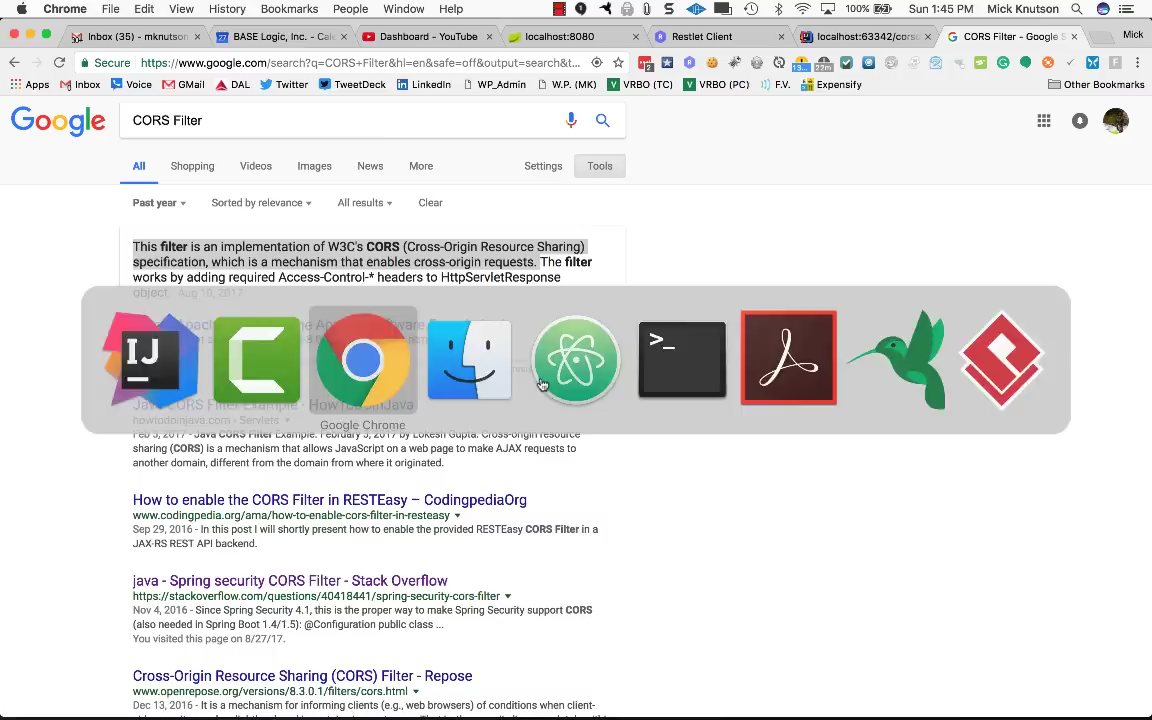 Chrome File Edit View History Bookmarks People Window Help 100% Sun 1:45 PM Mick Knutson
Inbox (35) - mknutson BASE Logic, Inc. - Cale Dashboard - YouTube localhost:8080 Restlet Client localhost:63342/cors CORS Filter - Google S Mick
Secure https://www.google.com/search?q=CORS+Filter&hl=en&safe=off&output=search&t...
Apps Inbox Voice GMail DAL Twitter TweetDeck LinkedIn WP_Admin W.P. (MK) VRBO (TC) VRBO (PC) F.V. Expensify Other Bookmarks
Google CORS Filter
All Shopping Videos Images News More Settings Tools
Past year Sorted by relevance All results Clear
This filter is an implementation of W3C's CORS (Cross-Origin Resource Sharing)
specification, which is a mechanism that enables cross-origin requests. The filter
works by adding required Access-Control-* headers to HttpServletResponse
object. Aug 10, 2017
IJ
>_
Java CORS Filter Example - HowToDoInJava
howtodoinjava.com › Servlets
Google Chrome
Feb 3, 2017 - Java CORS Filter Example. February 3, 2017 by Lokesh Gupta. Cross-origin resource
sharing (CORS) is a mechanism that allows JavaScript on a web page to make AJAX requests to
another domain, different from the domain from where it originated.
How to enable the CORS Filter in RESTEasy – CodingpediaOrg
www.codingpedia.org/ama/how-to-enable-cors-filter-in-resteasy
Sep 29, 2016 - In this post I will shortly present how to enable the provided RESTEasy CORS Filter in a
JAX-RS REST API backend.
java - Spring security CORS Filter - Stack Overflow
https://stackoverflow.com/questions/40418441/spring-security-cors-filter
Nov 4, 2016 - Since Spring Security 4.1, this is the proper way to make Spring Security support CORS
(also needed in Spring Boot 1.4/1.5): @Configuration public class ...
You visited this page on 8/27/17.
Cross-Origin Resource Sharing (CORS) Filter - Repose
www.openrepose.org/versions/8.3.0.1/filters/cors.html
Dec 13, 2016 - It is a mechanism for informing clients (e.g., web browsers) of conditions when client-